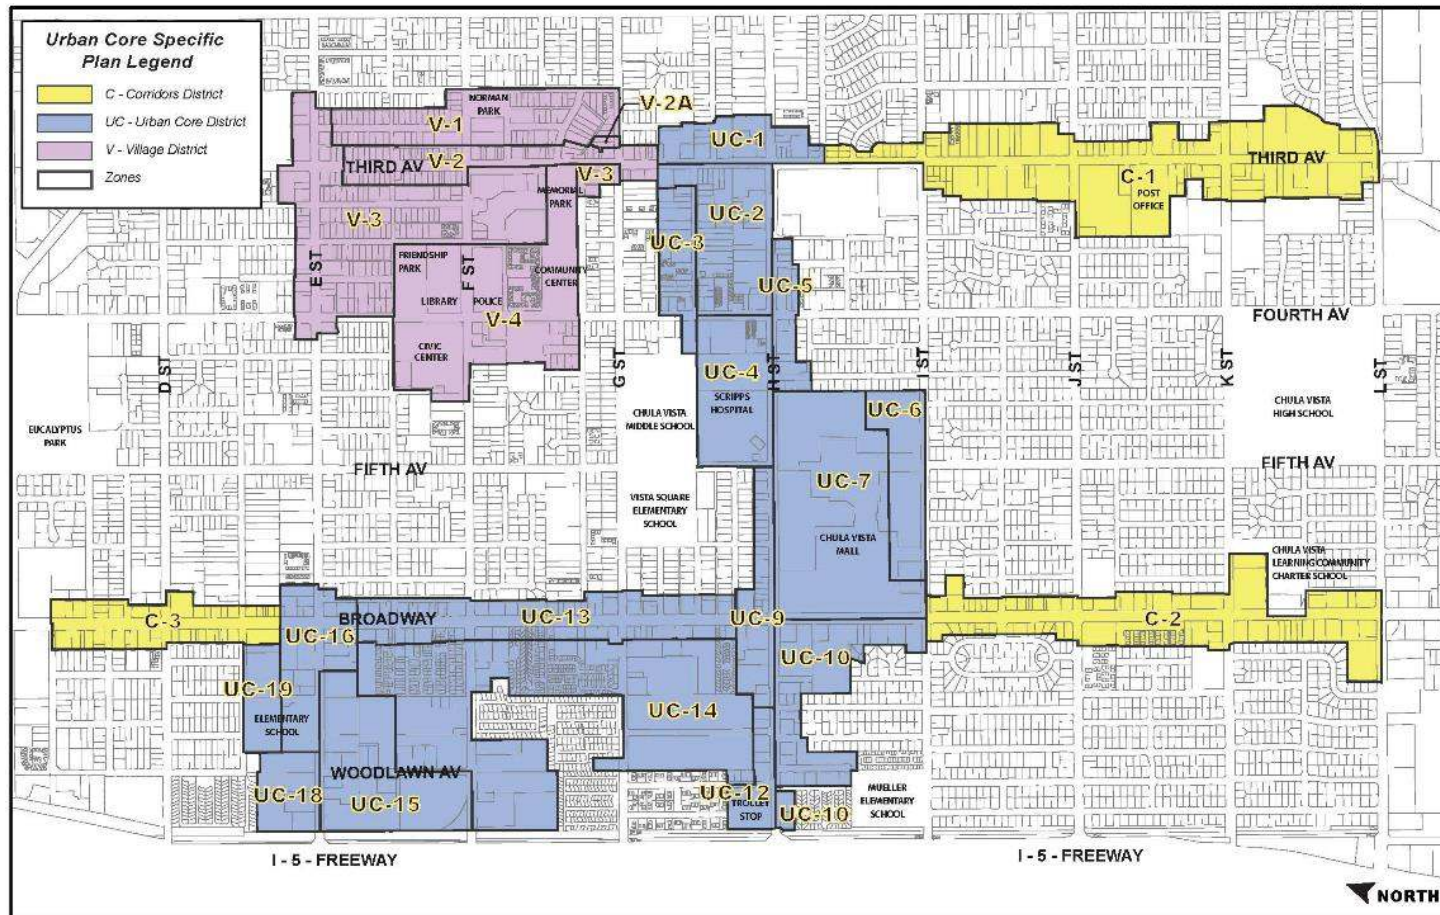 Urban Core Specific
Plan Legend
C - Corridors District
UC - Urban Core District
V - Village District
Zones
NORMAN
PARK
V-1
V-2A
V-2
THIRD AV
V-3
MEMORIAL
PARK
V-3
E ST
FRIENDSHIP
PARK
F ST
LIBRARY
POLICE
COMMUNITY
CENTER
V-4
CIVIC
CENTER
UC-1
UC-2
UC-3
UC-5
UC-4
SCRIPPS
HOSPITAL
H ST
C-1
POST
OFFICE
THIRD AV
FOURTH AV
D ST
G ST
I ST
J ST
K ST
L ST
EUCALYPTUS
PARK
FIFTH AV
CHULA VISTA
MIDDLE SCHOOL
VISTA SQUARE
ELEMENTARY
SCHOOL
UC-6
UC-7
CHULA VISTA
MALL
CHULA VISTA
HIGH SCHOOL
FIFTH AV
CHULA VISTA
LEARNING COMMUNITY
CHARTER SCHOOL
C-3
BROADWAY
UC-16
UC-13
UC-9
UC-10
C-2
UC-19
ELEMENTARY
SCHOOL
UC-14
WOODLAWN AV
UC-18
UC-15
UC-12
TROLLEY
STOP
UC-10
MUELLER
ELEMENTARY
SCHOOL
I - 5 - FREEWAY
I - 5 - FREEWAY
NORTH